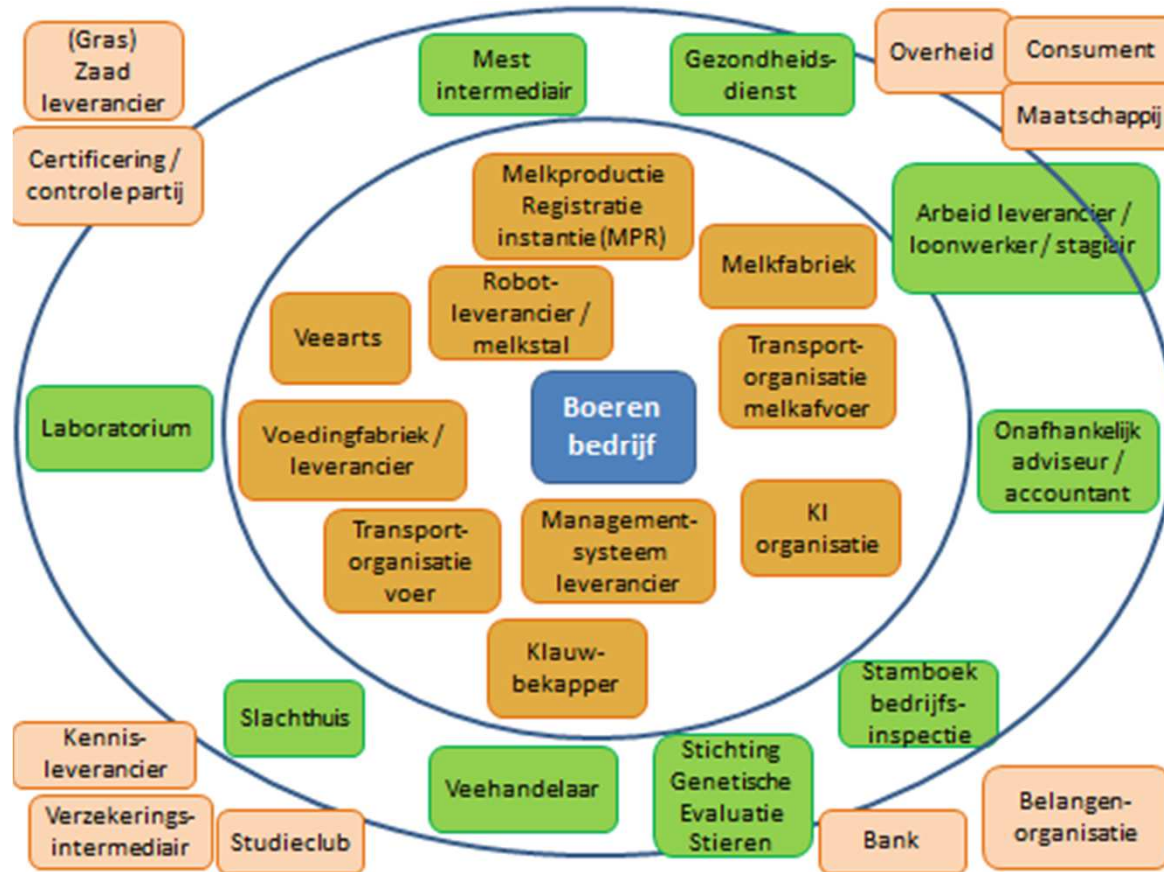 (Gras)
Zaad
leverancier
Mest
intermediair
Gezondheids-
dienst
Overheid
Consument
Maatschappij
Certificering /
controle partij
Melkproductie
Registratie
instantie (MPR)
Melkfabriek
Arbeid leverancier /
loonwerker / stagiair
Robot-
leverancier /
melkstal
Veearts
Transport-
organisatie
melkafvoer
Boeren
bedrijf
Laboratorium
Voedingfabriek /
leverancier
Onafhankelijk
adviseur /
accountant
Transport-
organisatie
voer
Management-
systeem
leverancier
KI
organisatie
Klauw-
bekapper
Stamboek
bedrijfs-
inspectie
Slachthuis
Kennis-
leverancier
Veehandelaar
Stichting
Genetische
Evaluatie
Stieren
Verzekerings-
intermediair
Studieclub
Bank
Belangen-
organisatie